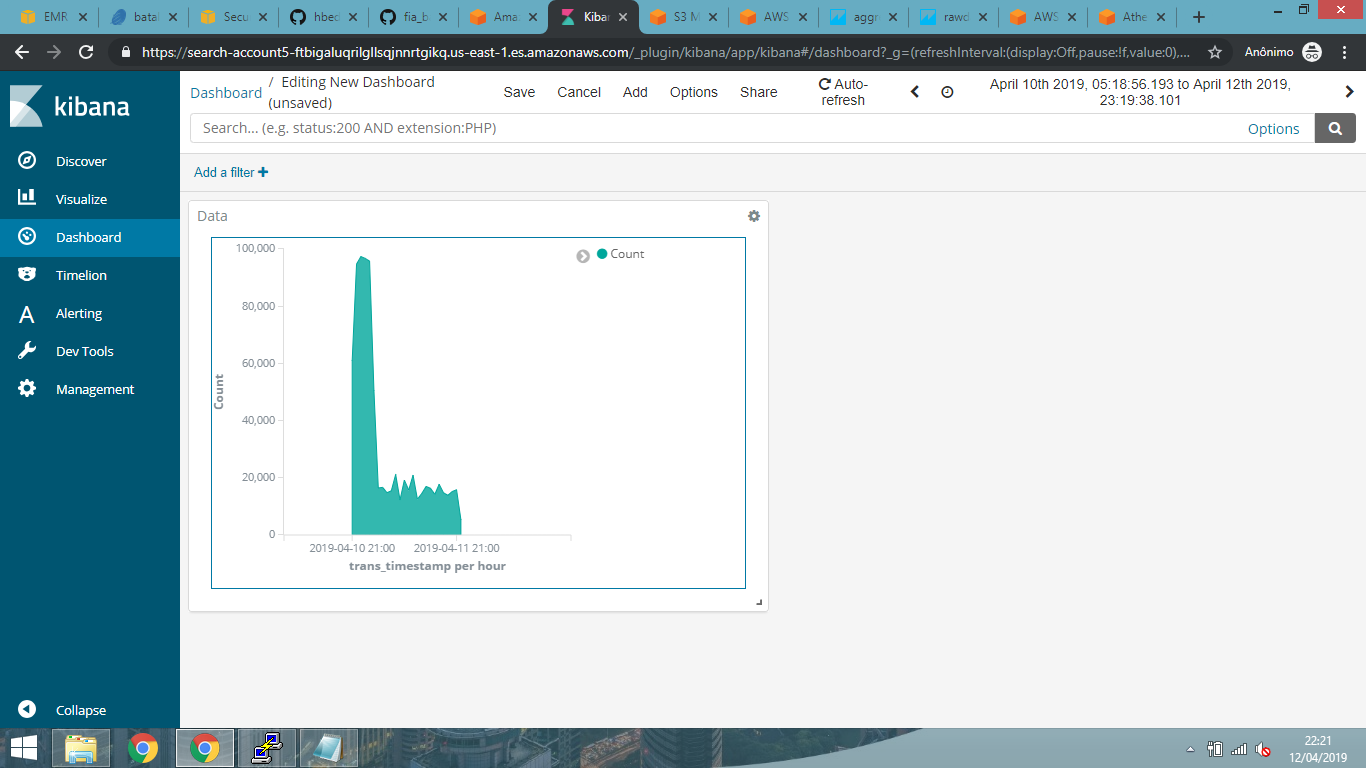 EMR
batal
Secu
hbed
fia_b
Ama
Kibar
S3 M
AWS
aggr
rawd
AWS
Athe
https://search-account5-ftbigaluqrilgllsqjnnrtgikq.us-east-1.es.amazonaws.com/_plugin/kibana/app/kibana#/dashboard?_g=(refreshInterval:(display:Off,pause:!f,value:0),...
Anônimo
kibana
Discover
Visualize
Dashboard
Timelion
Alerting
Dev Tools
Management
Collapse
Dashboard / Editing New Dashboard
(unsaved)
Save Cancel Add Options Share
Auto-
refresh
April 10th 2019, 05:18:56.193 to April 12th 2019,
23:19:38.101
Search... (e.g. status:200 AND extension:PHP)
Options
Add a filter +
Data
Count
100,000
80,000
60,000
40,000
20,000
0
Count
2019-04-10 21:00
2019-04-11 21:00
trans_timestamp per hour
22:21
12/04/2019